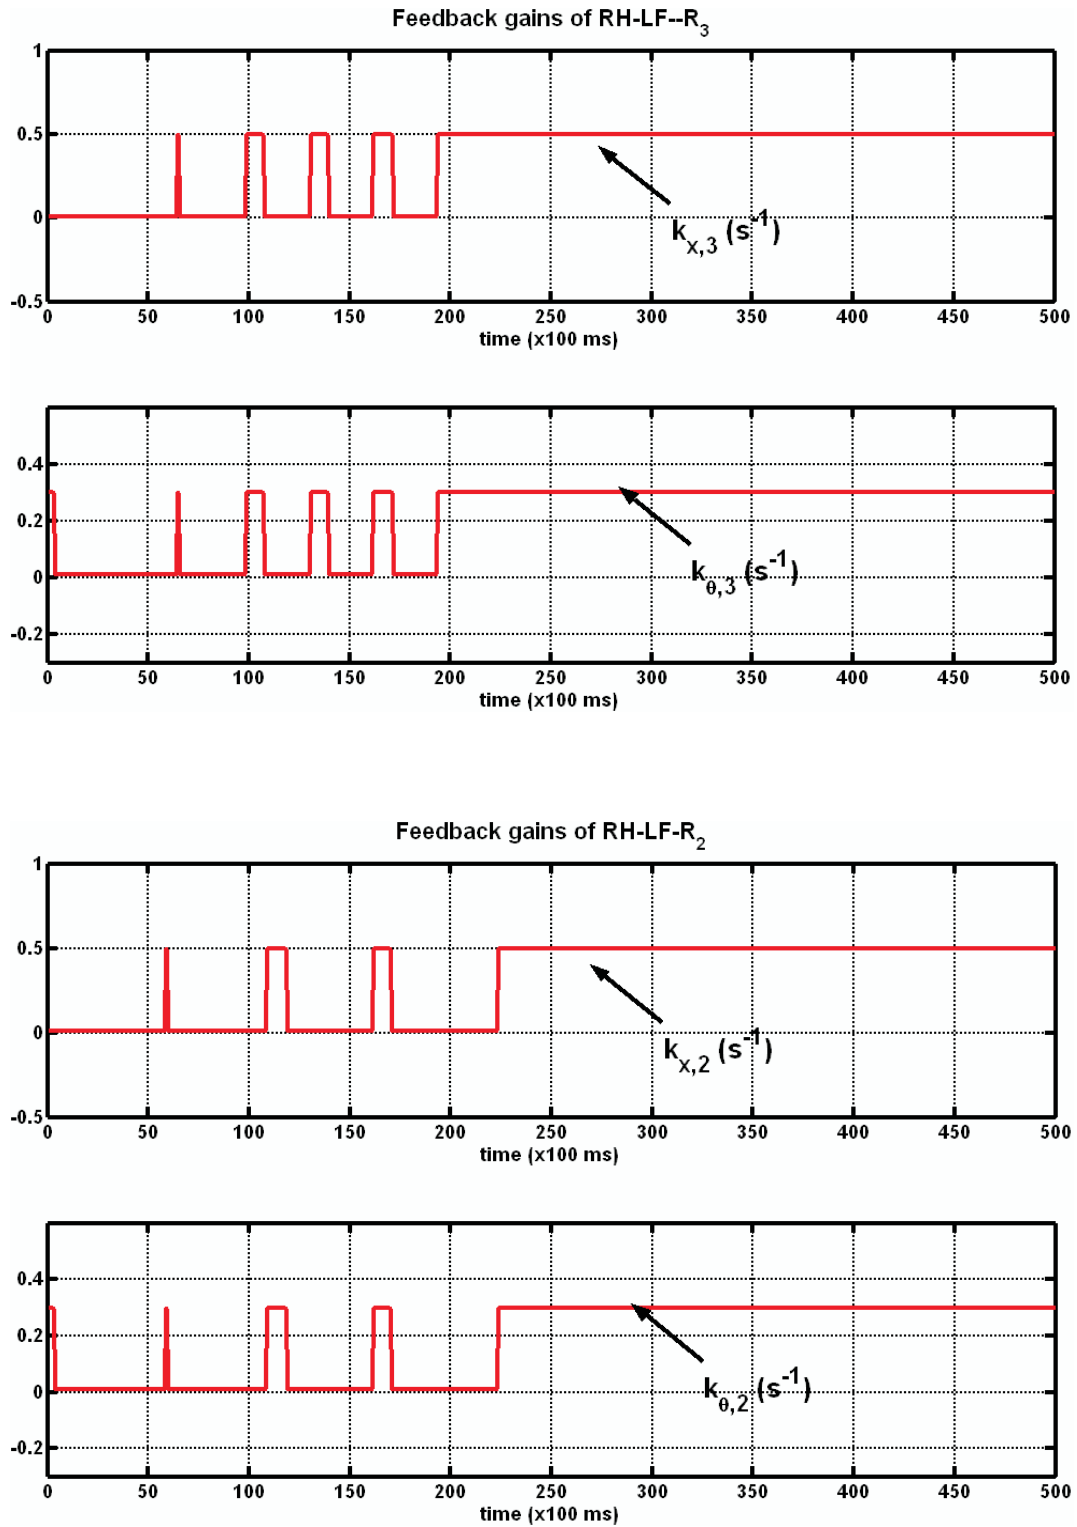 Feedback gains of RH-LF--R3
1
0.5
0
-0.5
kx,3 (s-1)
0 50 100 150 200 250 300 350 400 450 500
time (x100 ms)
0.4
0.2
0
-0.2
kθ,3 (s-1)
0 50 100 150 200 250 300 350 400 450 500
time (x100 ms)
Feedback gains of RH-LF-R2
1
0.5
0
-0.5
kx,2 (s-1)
0 50 100 150 200 250 300 350 400 450 500
time (x100 ms)
0.4
0.2
0
-0.2
kθ,2 (s-1)
0 50 100 150 200 250 300 350 400 450 500
time (x100 ms)